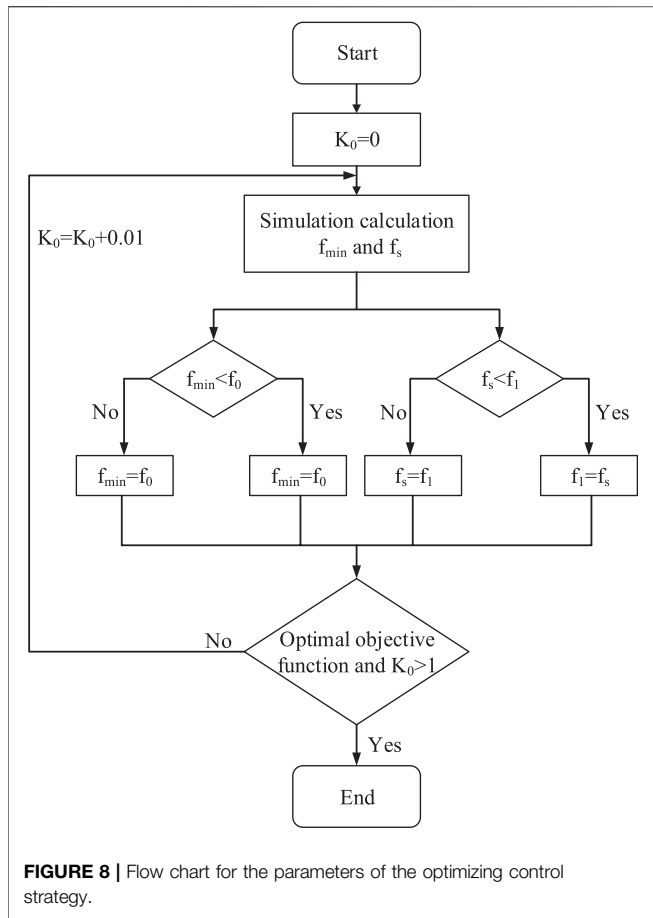 Start
K₀=0
K₀=K₀+0.01
Simulation calculation
fₘᵢₙ and fₛ
fₘᵢₙ<f₀
fₛ<f₁
No
Yes
No
Yes
fₘᵢₙ=f₀
fₘᵢₙ=f₀
fₛ=f₁
f₁=fₛ
No
Optimal objective
function and K₀>1
Yes
End
FIGURE 8 | Flow chart for the parameters of the optimizing control
strategy.